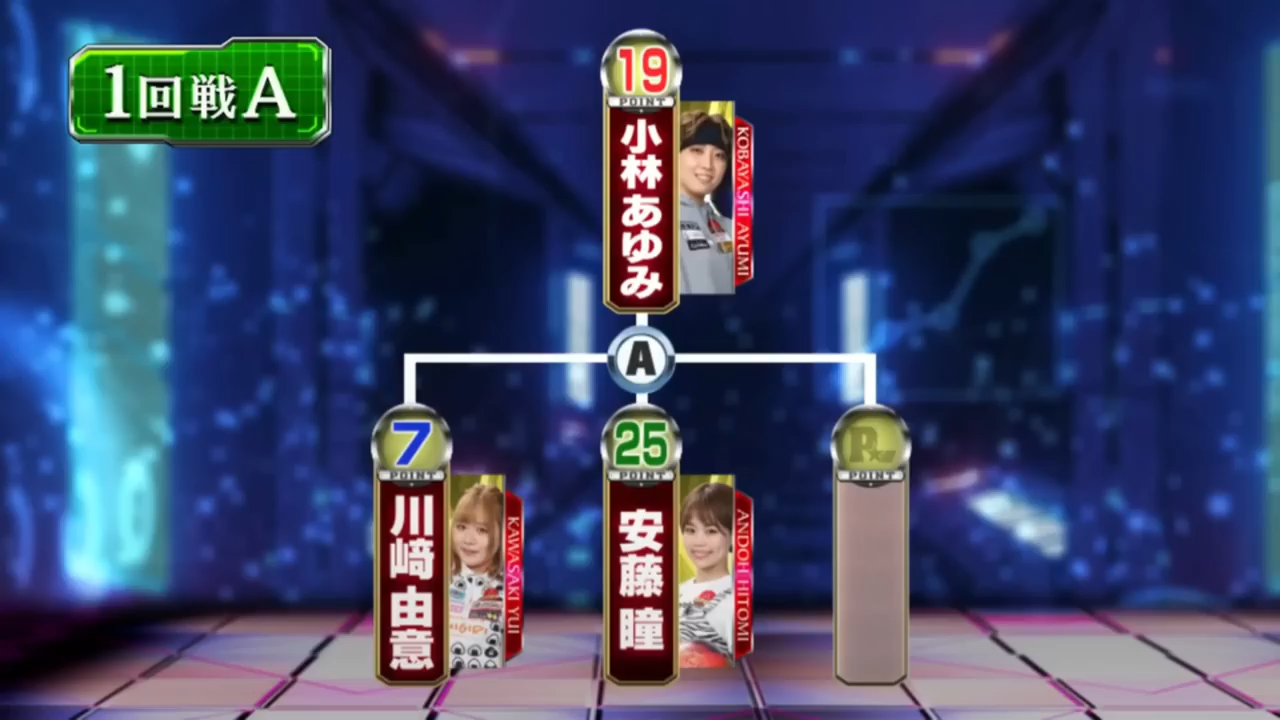 1回戦A
19
POINT
小林あゆみ
KOBAYASHI AYUMI
A
7
POINT
川﨑由意
KAWASAKI YUI
25
POINT
安藤 瞳
ANDOH HITOMI
POINT